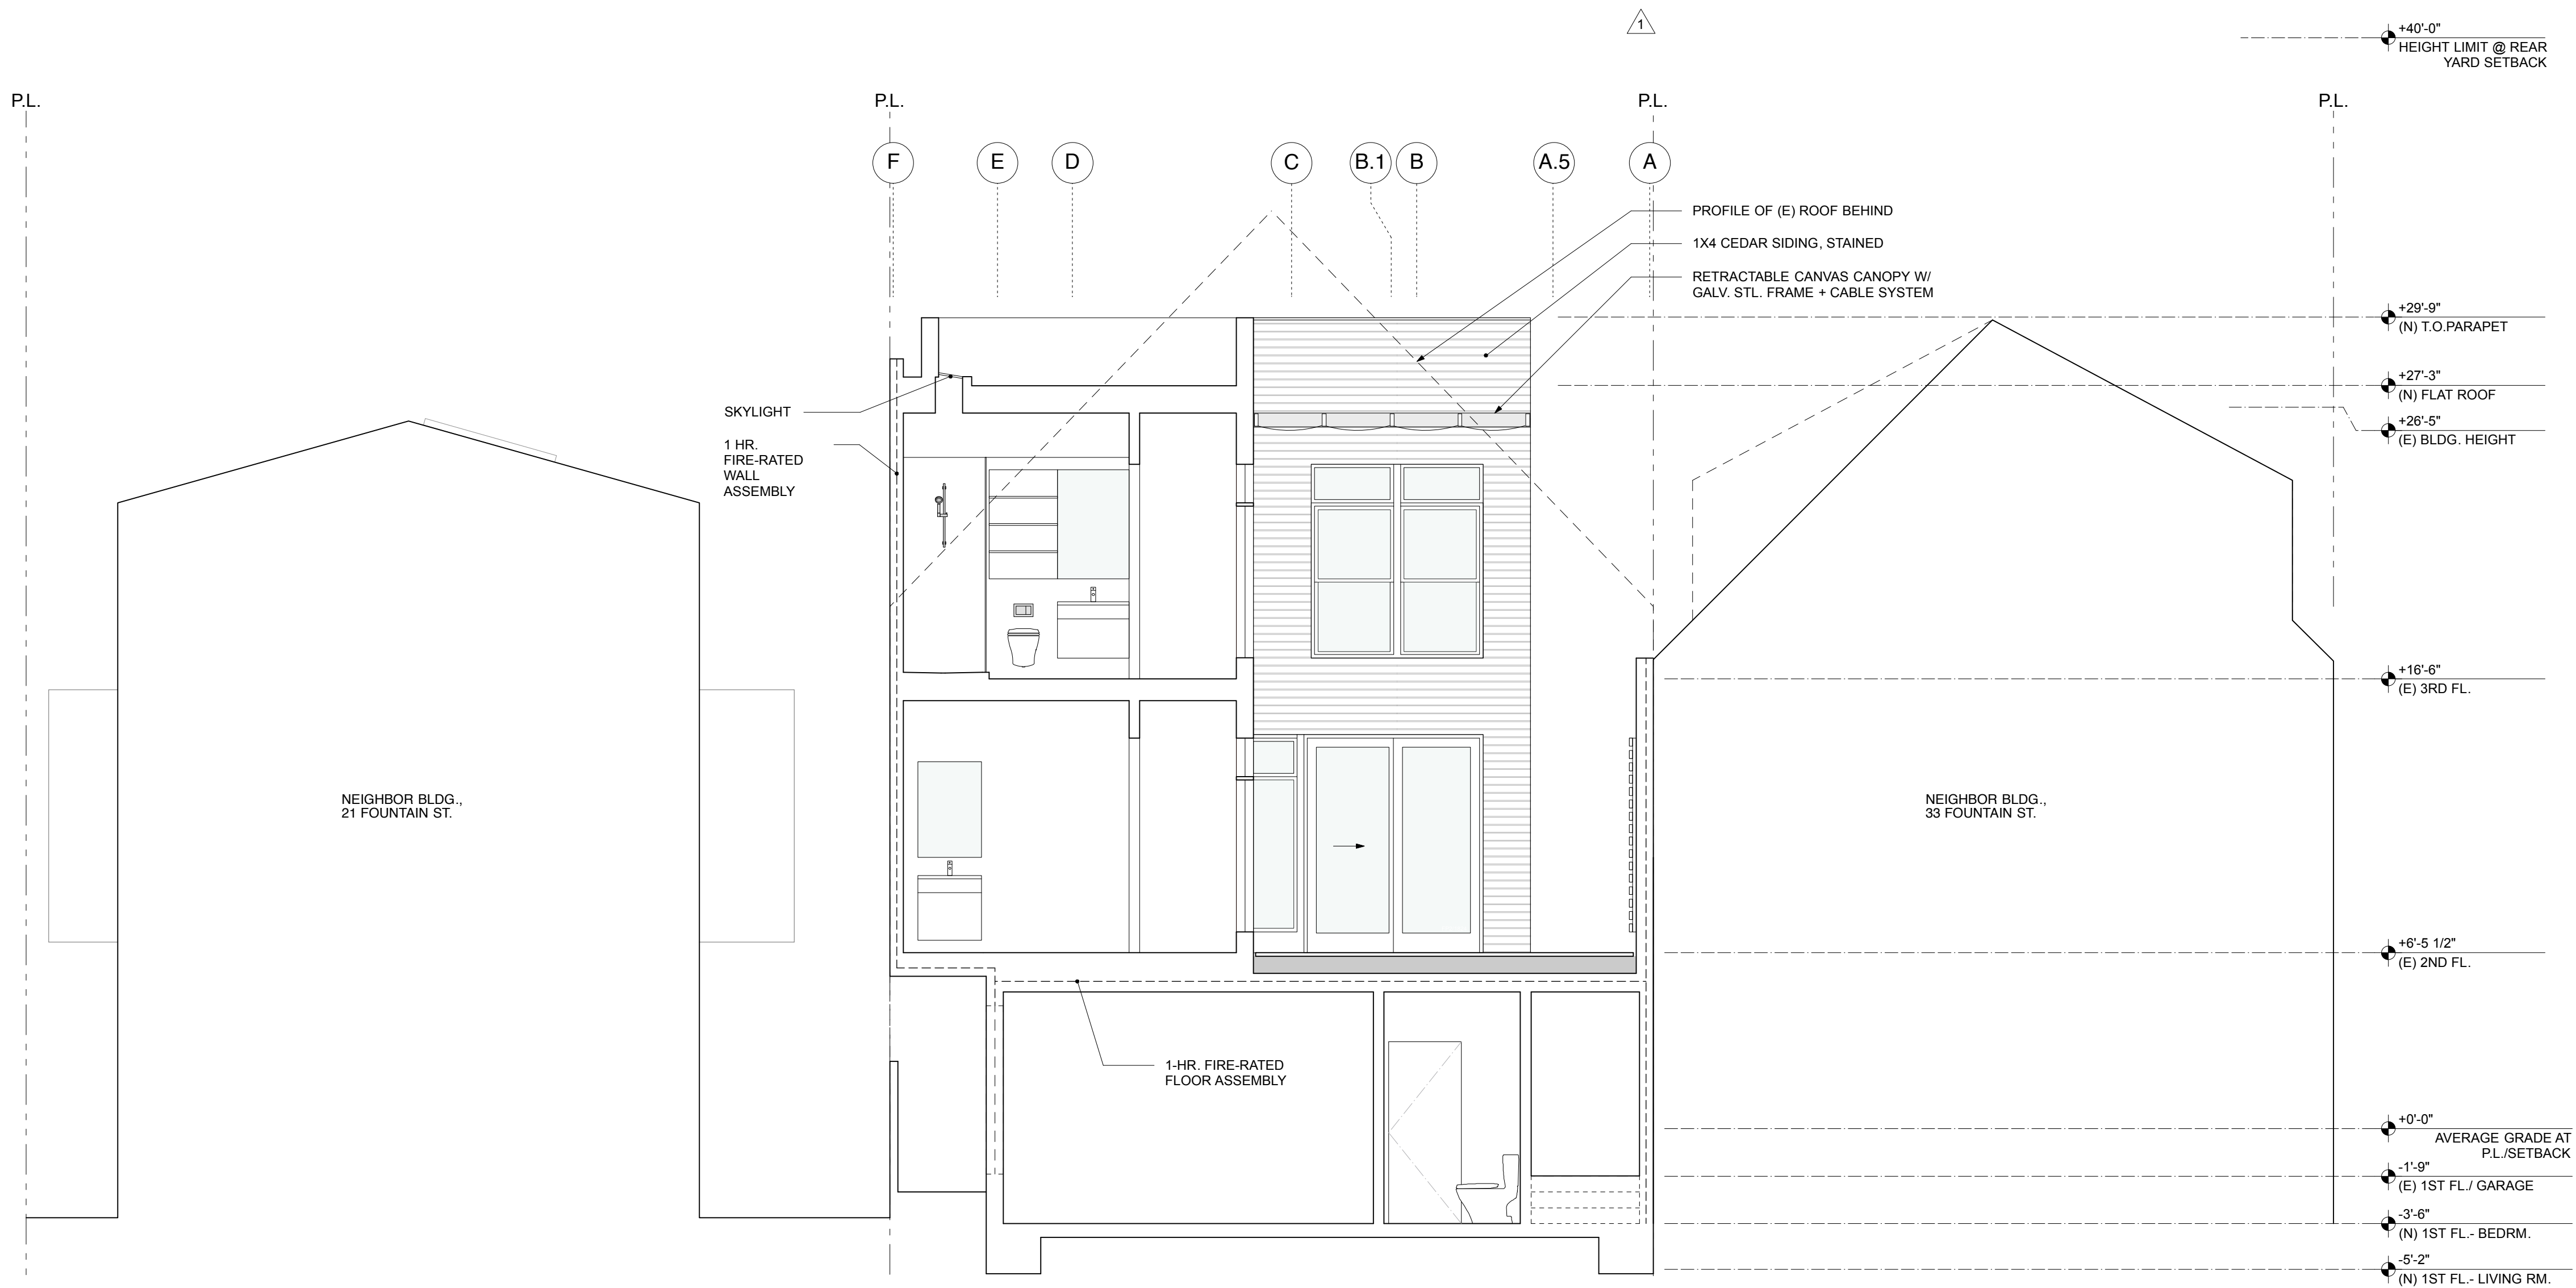 1
+40'-0"
HEIGHT LIMIT @ REAR
YARD SETBACK
P.L.
P.L.
P.L.
P.L.
F
E
D
C
B.1
B
A.5
A
PROFILE OF (E) ROOF BEHIND
1X4 CEDAR SIDING, STAINED
RETRACTABLE CANVAS CANOPY W/
GALV. STL. FRAME + CABLE SYSTEM
+29'-9"
(N) T.O.PARAPET
+27'-3"
(N) FLAT ROOF
+26'-5"
(E) BLDG. HEIGHT
SKYLIGHT
1 HR.
FIRE-RATED
WALL
ASSEMBLY
+16'-6"
(E) 3RD FL.
NEIGHBOR BLDG.,
21 FOUNTAIN ST.
NEIGHBOR BLDG.,
33 FOUNTAIN ST.
+6'-5 1/2"
(E) 2ND FL.
1-HR. FIRE-RATED
FLOOR ASSEMBLY
+0'-0"
AVERAGE GRADE AT
P.L./SETBACK
-1'-9"
(E) 1ST FL./ GARAGE
-3'-6"
(N) 1ST FL.- BEDRM.
-5'-2"
(N) 1ST FL.- LIVING RM.